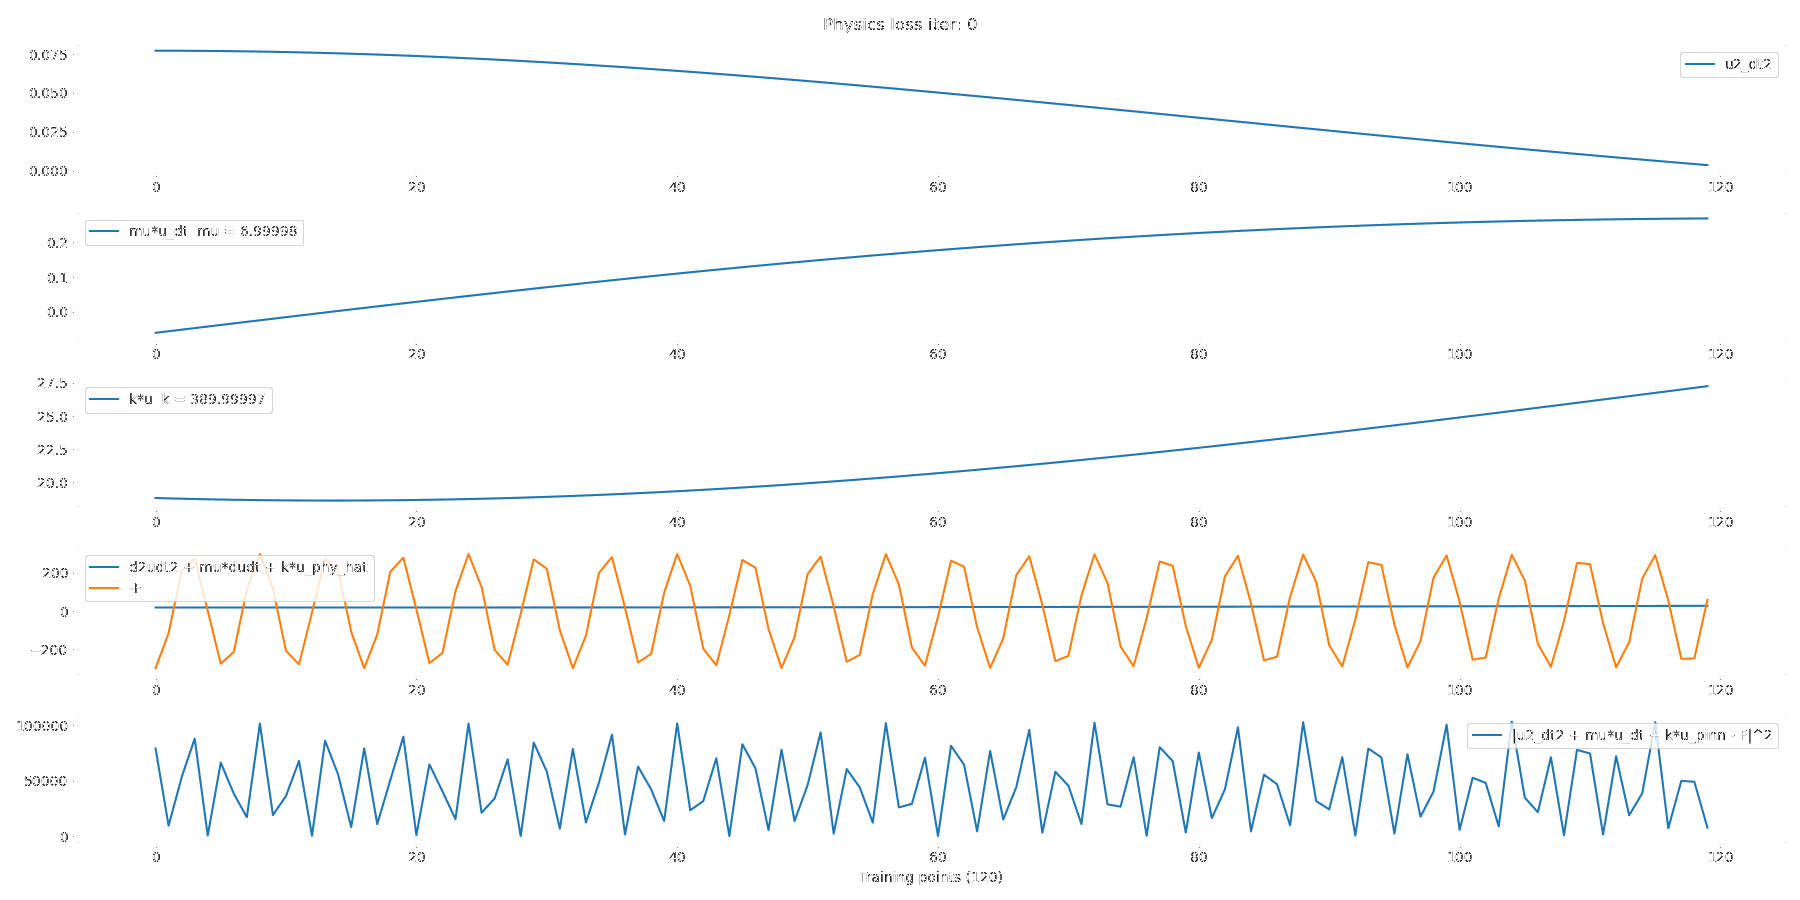 Physics loss iter: 0
0.075
0.050
0.025
0.000
u2_dt2
0 20 40 60 80 100 120
mu*u_dt mu = 6.99998
0.2
0.1
0.0
0 20 40 60 80 100 120
27.5
25.0
22.5
20.0
k*u k = 389.99997
0 20 40 60 80 100 120
d2udt2 + mu*dudt + k*u_phy_hat
200
0
−200
0 20 40 60 80 100 120
100000
50000
0
|u2_dt2 + mu*u_dt + k*u_pinn - F|^2
0 20 40 60 80 100 120
Training points (120)